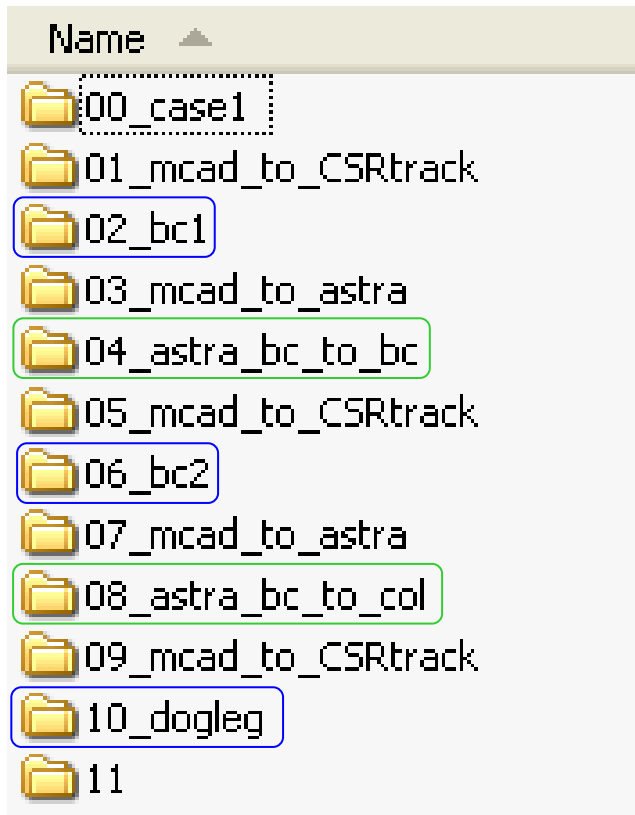 Name
00_case1
01_mcad_to_CSRtrack
02_bc1
03_mcad_to_astra
04_astra_bc_to_bc
05_mcad_to_CSRtrack
06_bc2
07_mcad_to_astra
08_astra_bc_to_col
09_mcad_to_CSRtrack
10_dogleg
11